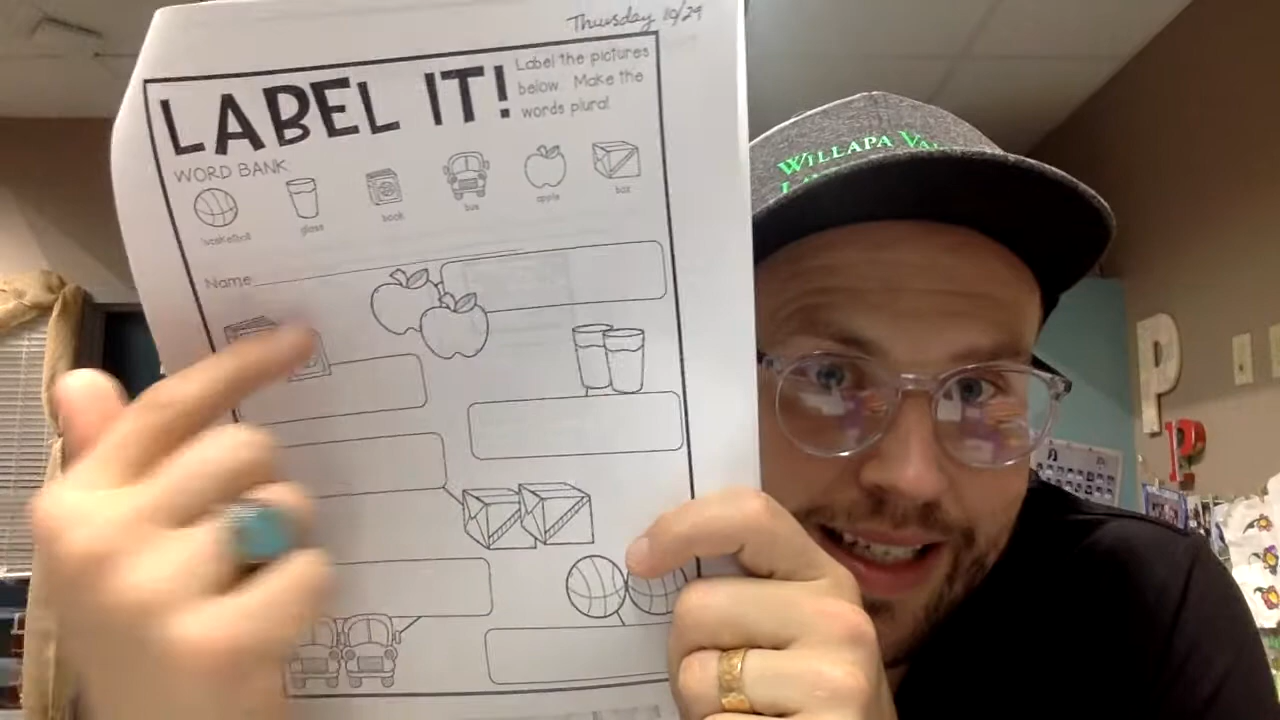 Thursday 10/29
LABEL IT!
Label the pictures
below. Make the
words plural
WORD BANK
basketball
glass
book
bus
apple
box
Name
WILLAPA
P
P